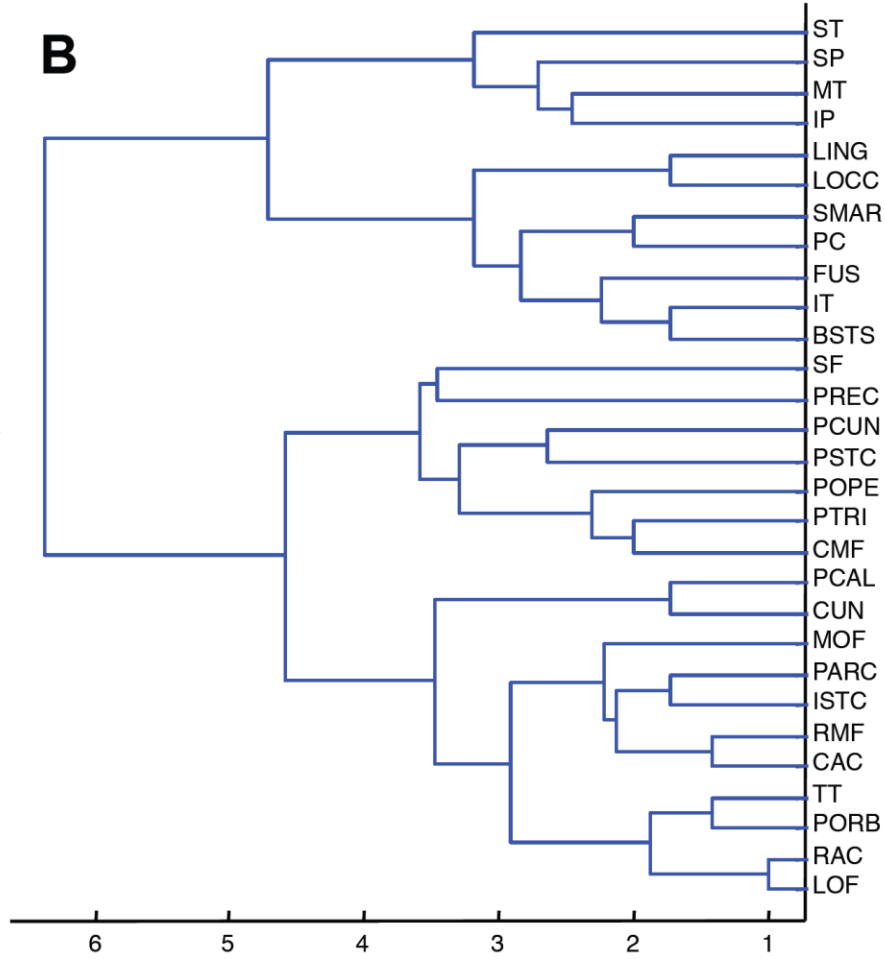 B
ST
SP
MT
IP
LING
LOCC
SMAR
PC
FUS
IT
BSTS
SF
PREC
PCUN
PSTC
POPE
PTRI
CMF
PCAL
CUN
MOF
PARC
ISTC
RMF
CAC
TT
PORB
RAC
LOF
6 5 4 3 2 1